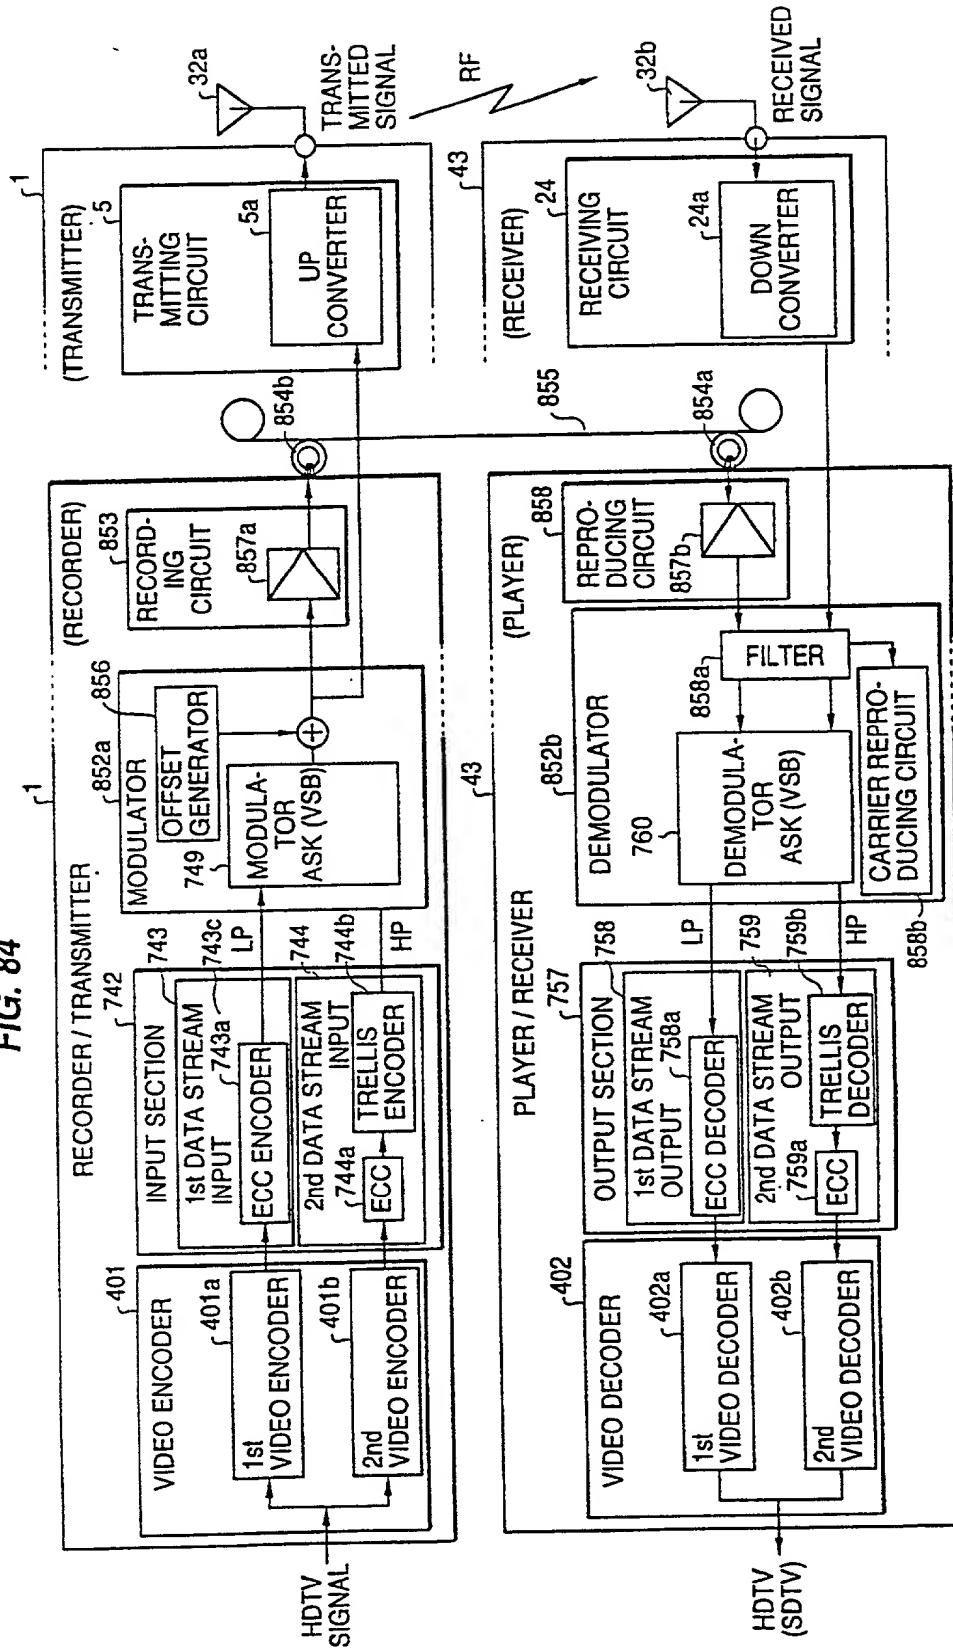 FIG. 84
RECORDER / TRANSMITTER
1
(RECORDER)
(TRANSMITTER)
1
401
VIDEO ENCODER
401a
1st
VIDEO ENCODER
401b
2nd
VIDEO ENCODER
HDTV
SIGNAL
742
INPUT SECTION
743
1st DATA STREAM
INPUT
743c
743a
ECC ENCODER
LP
744
2nd DATA STREAM
INPUT
744a
ECC
744b
TRELLIS
ENCODER
HP
852a
MODULATOR
856
OFFSET
GENERATOR
749
MODULA-
TOR
ASK (VSB)
853
RECORD-
ING
CIRCUIT
857a
854b
5
TRANS-
MITTING
CIRCUIT
5a
UP
CONVERTER
32a
TRANS-
MITTED
SIGNAL
RF
855
PLAYER / RECEIVER
43
(PLAYER)
(RECEIVER)
43
402
VIDEO DECODER
402a
1st
VIDEO DECODER
402b
2nd
VIDEO DECODER
HDTV
(SDTV)
757
OUTPUT SECTION
758
1st DATA STREAM
OUTPUT
758a
ECC DECODER
LP
759
2nd DATA STREAM
OUTPUT
759a
ECC
759b
TRELLIS
DECODER
HP
852b
DEMODULATOR
760
DEMODULA-
TOR
ASK (VSB)
858a
FILTER
CARRIER REPRO-
DUCING CIRCUIT
858b
858
REPRO-
DUCING
CIRCUIT
857b
854a
24
RECEIVING
CIRCUIT
24a
DOWN
CONVERTER
32b
RECEIVED
SIGNAL